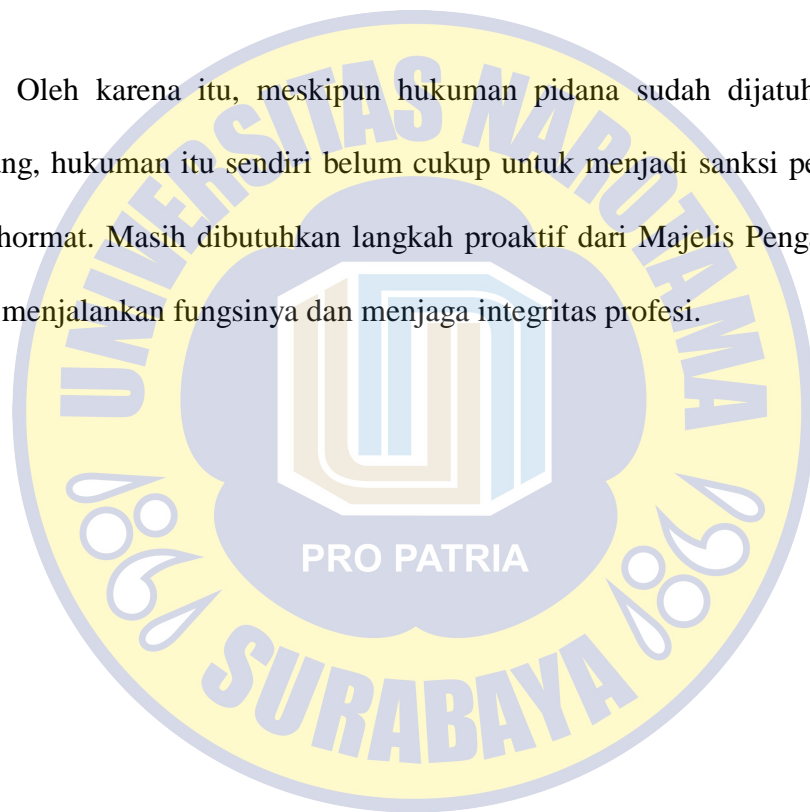 Oleh karena itu, meskipun hukuman pidana sudah dijatuh
ng, hukuman itu sendiri belum cukup untuk menjadi sanksi pe
hormat. Masih dibutuhkan langkah proaktif dari Majelis Peng
menjalankan fungsinya dan menjaga integritas profesi.
UNIVERSITAS NAROTAMA
PRO PATRIA
SURABAYA